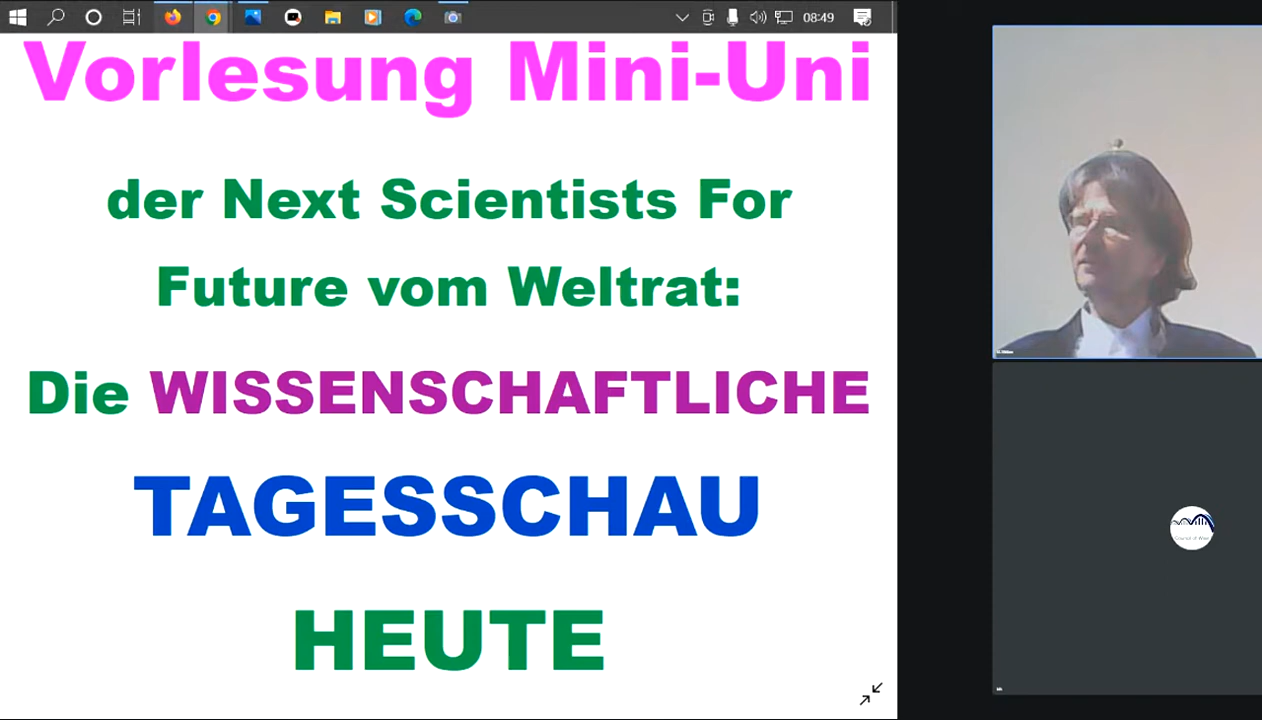 08:49
Vorlesung Mini-Uni
der Next Scientists For
Future vom Weltrat:
Die WISSENSCHAFTLICHE
TAGESSCHAU
HEUTE